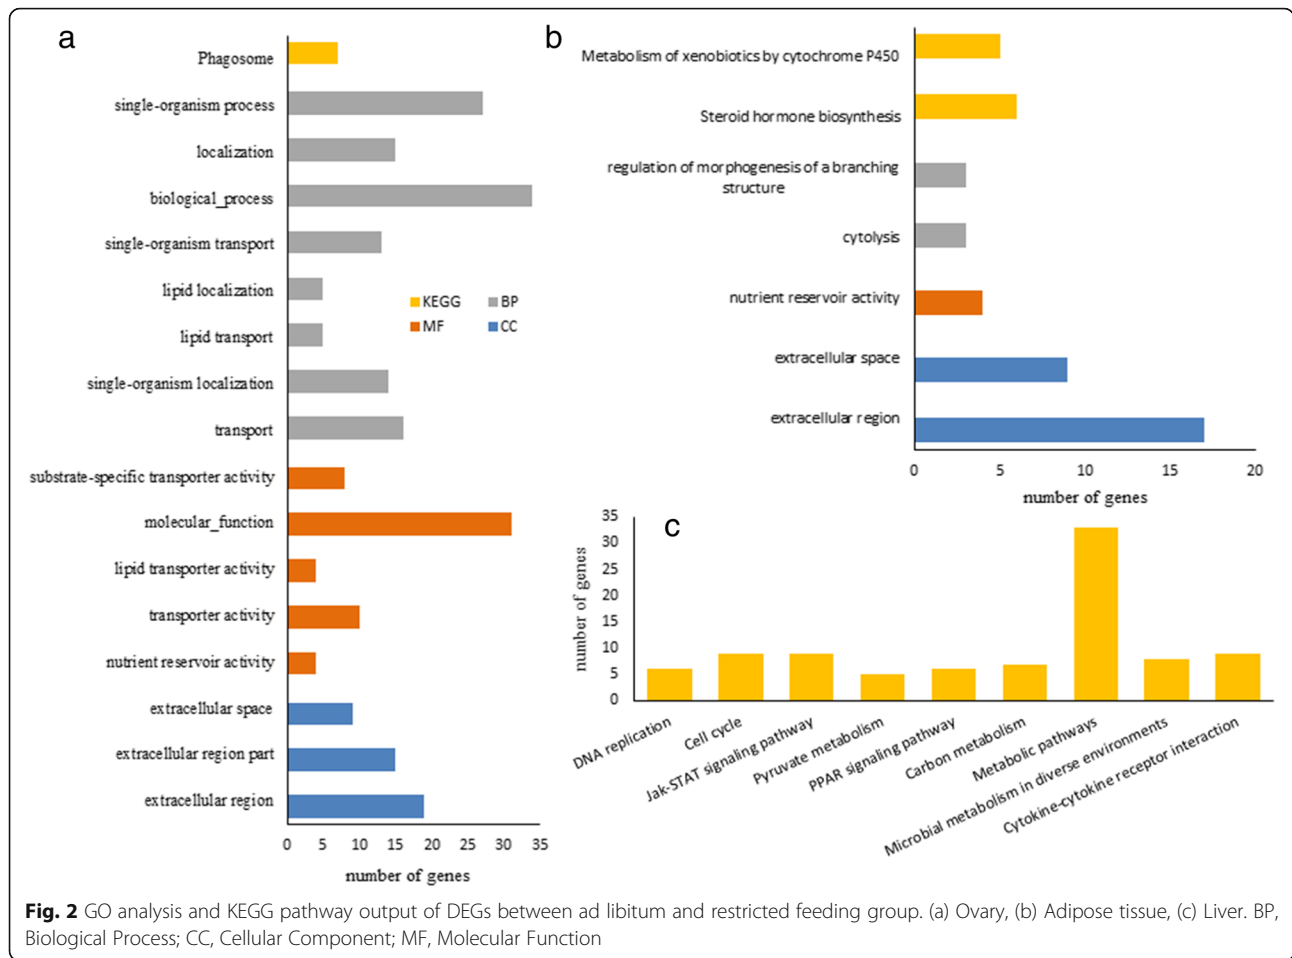 a
Phagosome
single-organism process
localization
biological_process
single-organism transport
lipid localization
lipid transport
single-organism localization
transport
substrate-specific transporter activity
molecular_function
lipid transporter activity
transporter activity
nutrient reservoir activity
extracellular space
extracellular region part
extracellular region
0 5 10 15 20 25 30 35
number of genes
KEGG BP
MF CC
b
Metabolism of xenobiotics by cytochrome P450
Steroid hormone biosynthesis
regulation of morphogenesis of a branching
structure
cytolysis
nutrient reservoir activity
extracellular space
extracellular region
0 5 10 15 20
number of genes
c
number of genes
35
30
25
20
15
10
5
0
DNA replication
Cell cycle
Jak-STAT signaling pathway
Pyruvate metabolism
PPAR signaling pathway
Carbon metabolism
Metabolic pathways
Microbial metabolism in diverse environments
Cytokine-cytokine receptor interaction
Fig. 2 GO analysis and KEGG pathway output of DEGs between ad libitum and restricted feeding group. (a) Ovary, (b) Adipose tissue, (c) Liver. BP,
Biological Process; CC, Cellular Component; MF, Molecular Function